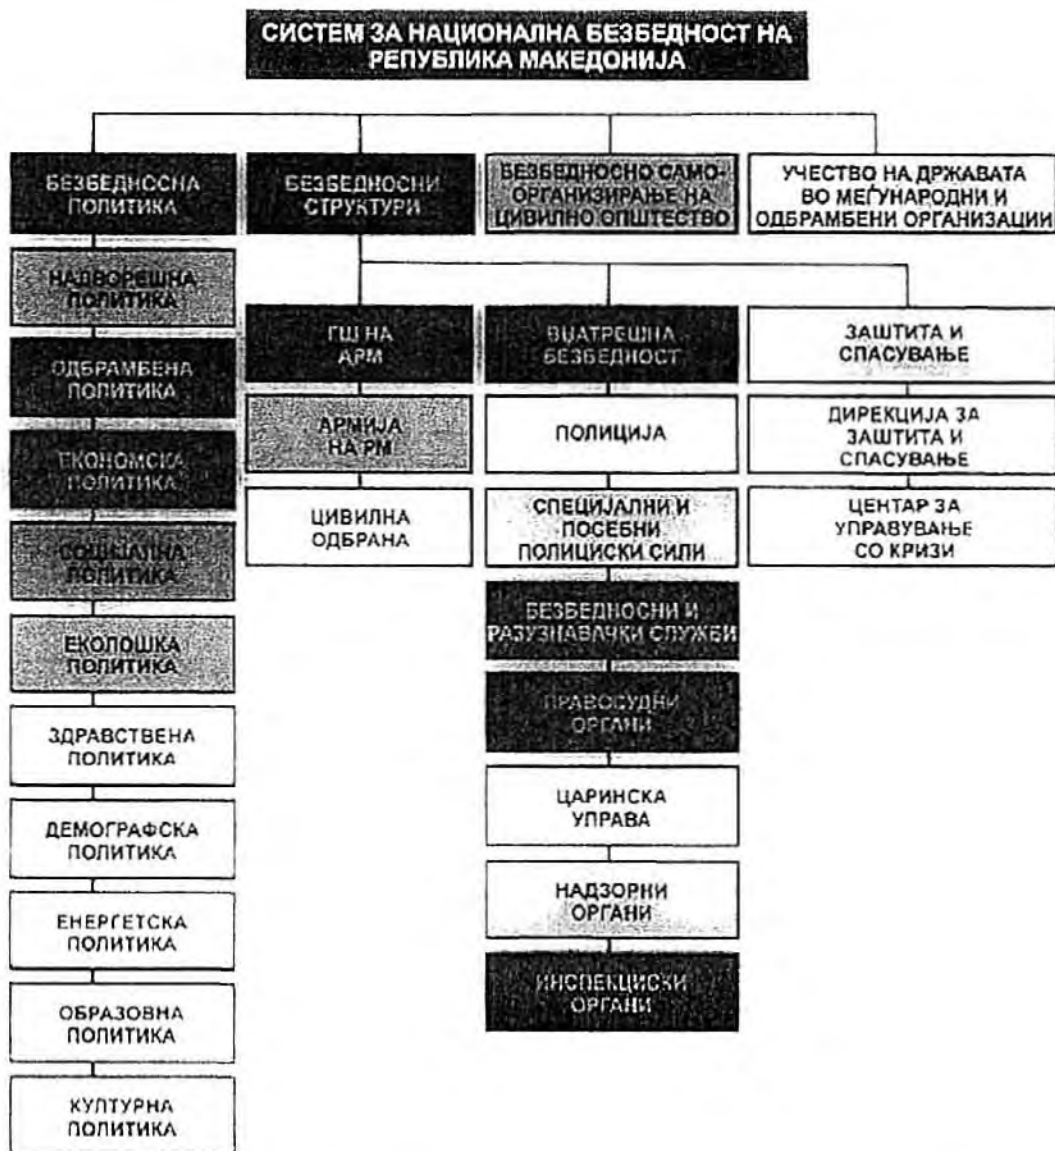 СИСТЕМ ЗА НАЦИОНАЛНА БЕЗБЕДНОСТ НА
РЕПУБЛИКА МАКЕДОНИЈА
БЕЗБЕДНОСНА
ПОЛИТИКА
БЕЗБЕДНОСНИ
СТРУКТУРИ
БЕЗБЕДНОСНО САМО-
ОРГАНИЗИРАЊЕ НА
ЦИВИЛНО ОПШТЕСТВО
УЧЕСТВО НА ДРЖАВАТА
ВО МЕЃУНАРОДНИ И
ОДБРАМБЕНИ ОРГАНИЗАЦИИ
НАДВОРЕШНА
ПОЛИТИКА
ОДБРАМБЕНА
ПОЛИТИКА
ЕКОНОМСКА
ПОЛИТИКА
СОЦИЈАЛНА
ПОЛИТИКА
ЕКОЛОШКА
ПОЛИТИКА
ЗДРАВСТВЕНА
ПОЛИТИКА
ДЕМОГРАФСКА
ПОЛИТИКА
ЕНЕРГЕТСКА
ПОЛИТИКА
ОБРАЗОВНА
ПОЛИТИКА
КУЛТУРНА
ПОЛИТИКА
ГШ НА
АРМ
АРМИЈА
НА РМ
ЦИВИЛНА
ОДБРАНА
ВНАТРЕШНА
БЕЗБЕДНОСТ
ПОЛИЦИЈА
СПЕЦИЈАЛНИ И
ПОСЕБНИ
ПОЛИЦИСКИ СИЛИ
БЕЗБЕДНОСНИ И
РАЗУЗНАВАЧКИ СЛУЖБИ
ПРАВОСУДНИ
ОРГАНИ
ЦАРИНСКА
УПРАВА
НАДЗОРНИ
ОРГАНИ
ИНСПЕКЦИСКИ
ОРГАНИ
ЗАШТИТА И
СПАСУВАЊЕ
ДИРЕКЦИЈА ЗА
ЗАШТИТА И
СПАСУВАЊЕ
ЦЕНТАР ЗА
УПРАВУВАЊЕ
СО КРИЗИ